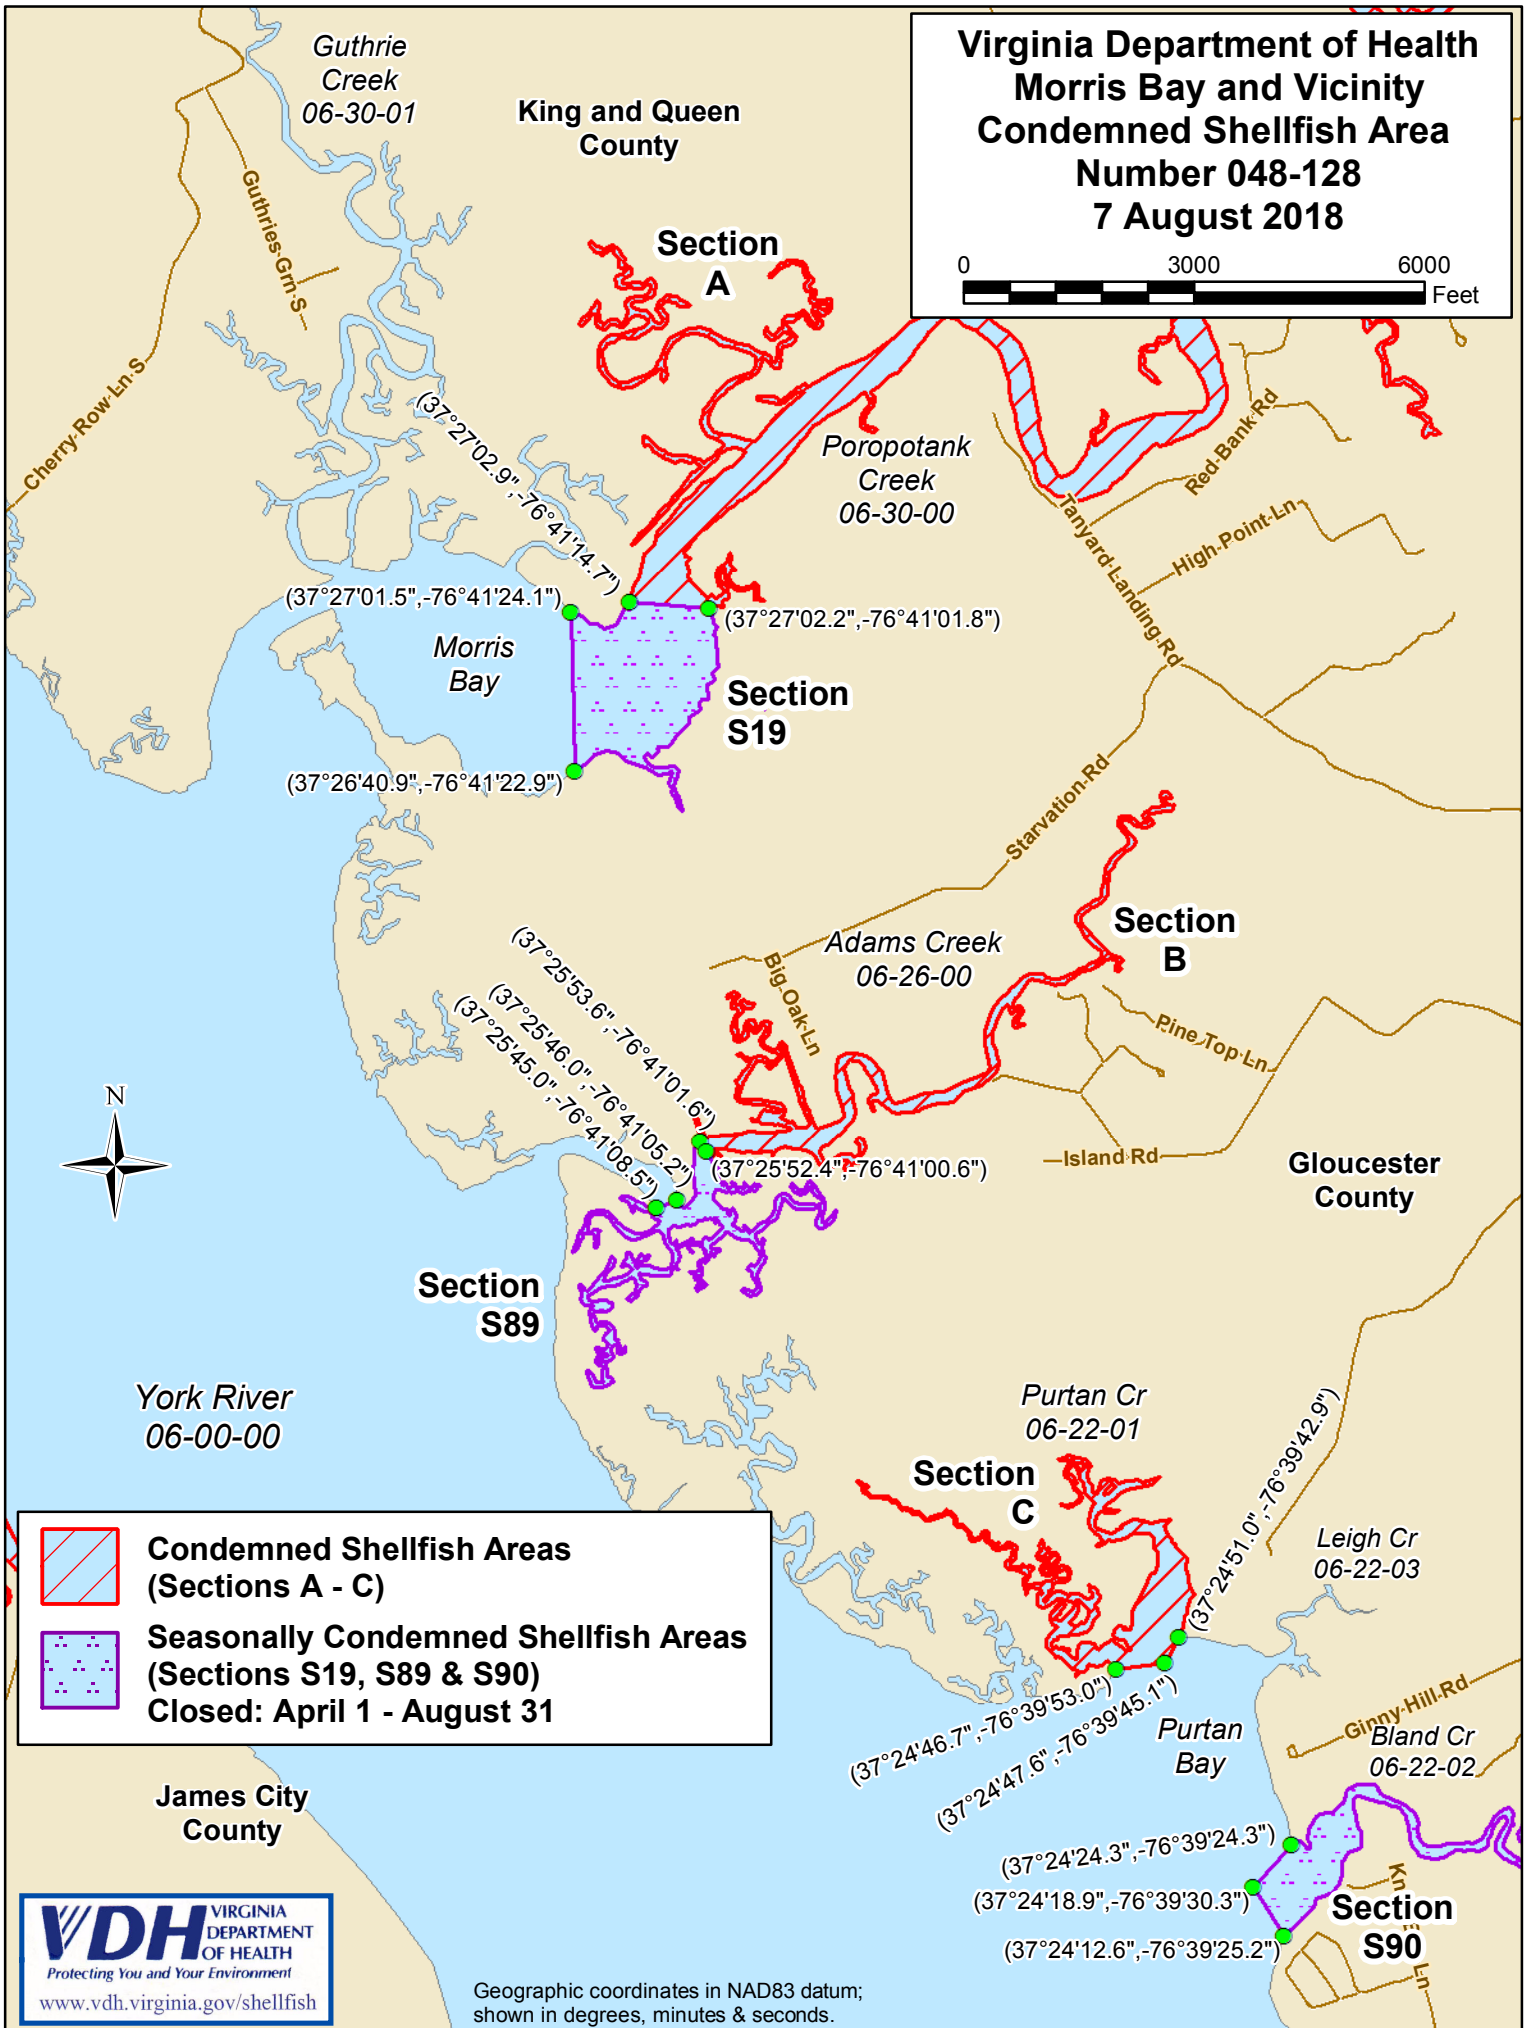 Virginia Department of Health
Morris Bay and Vicinity
Condemned Shellfish Area
Number 048-128
7 August 2018
0 3000 6000
Feet
Guthrie
Creek
06-30-01
King and Queen
County
Guthries Grn S
Cherry Row Ln S
Section
A
(37°27'02.9",-76°41'14.7")
Poropotank
Creek
06-30-00
Red Bank Rd
Tanyard Landing Rd
High Point Ln
(37°27'01.5",-76°41'24.1")
(37°27'02.2",-76°41'01.8")
Morris
Bay
Section
S19
(37°26'40.9",-76°41'22.9")
Starvation Rd
Section
B
Adams Creek
06-26-00
Big Oak Ln
(37°25'53.6",-76°41'01.6")
(37°25'46.0",-76°41'05.2")
(37°25'45.0",-76°41'08.5")
Pine Top Ln
N
(37°25'52.4",-76°41'00.6")
Island Rd
Gloucester
County
Section
S89
York River
06-00-00
Purtan Cr
06-22-01
(37°24'51.0",-76°39'42.9")
Section
C
Leigh Cr
06-22-03
Condemned Shellfish Areas
(Sections A - C)
Seasonally Condemned Shellfish Areas
(Sections S19, S89 & S90)
Closed: April 1 - August 31
(37°24'46.7",-76°39'53.0")
(37°24'47.6",-76°39'45.1")
Purtan
Bay
Ginny Hill Rd
Bland Cr
06-22-02
James City
County
(37°24'24.3",-76°39'24.3")
(37°24'18.9",-76°39'30.3")
(37°24'12.6",-76°39'25.2")
Section
S90
Ln
VDH VIRGINIA
DEPARTMENT
OF HEALTH
Protecting You and Your Environment
www.vdh.virginia.gov/shellfish
Geographic coordinates in NAD83 datum;
shown in degrees, minutes & seconds.